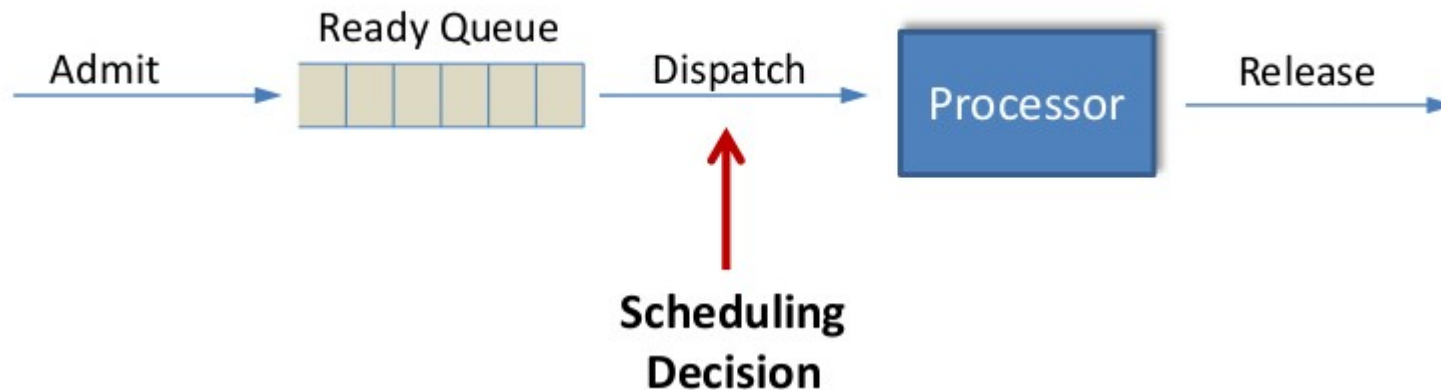 Ready Queue
Admit
Dispatch
Processor
Release
Scheduling
Decision